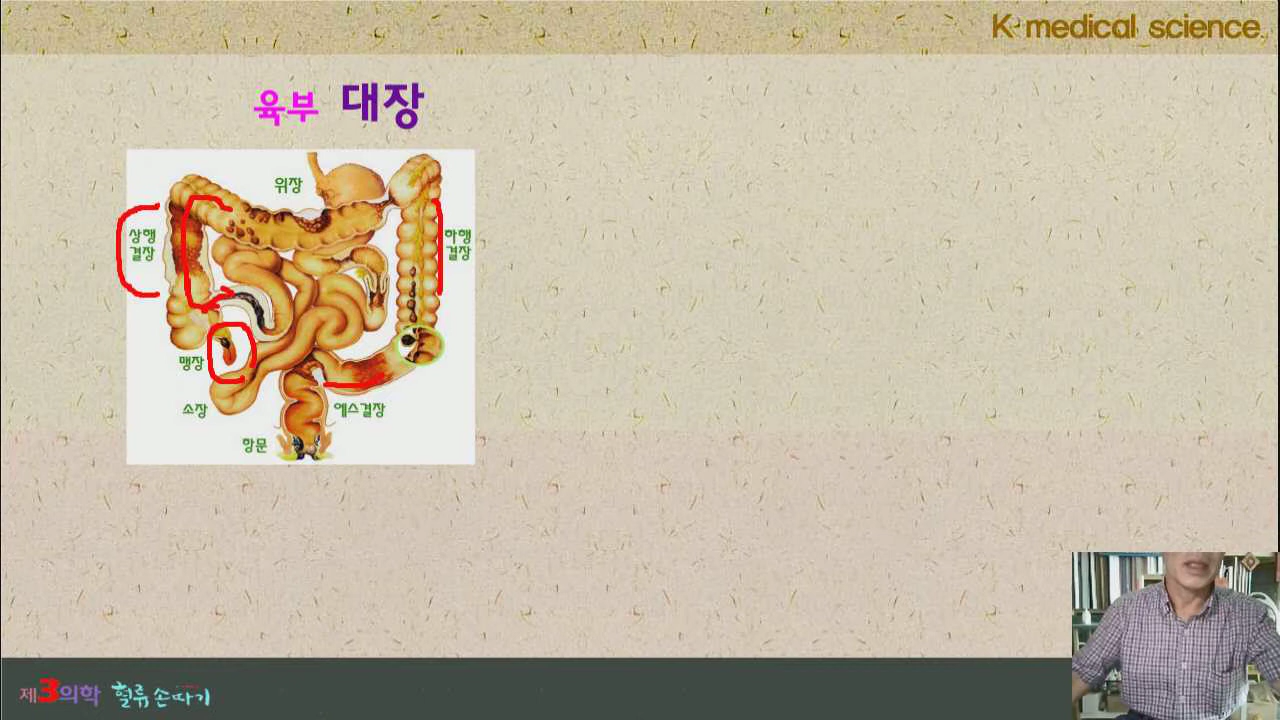 K medical science
육부 대장
위장
상행
결장
하행
결장
맹장
소장
에스결장
항문
제3의학 혈류 손따기